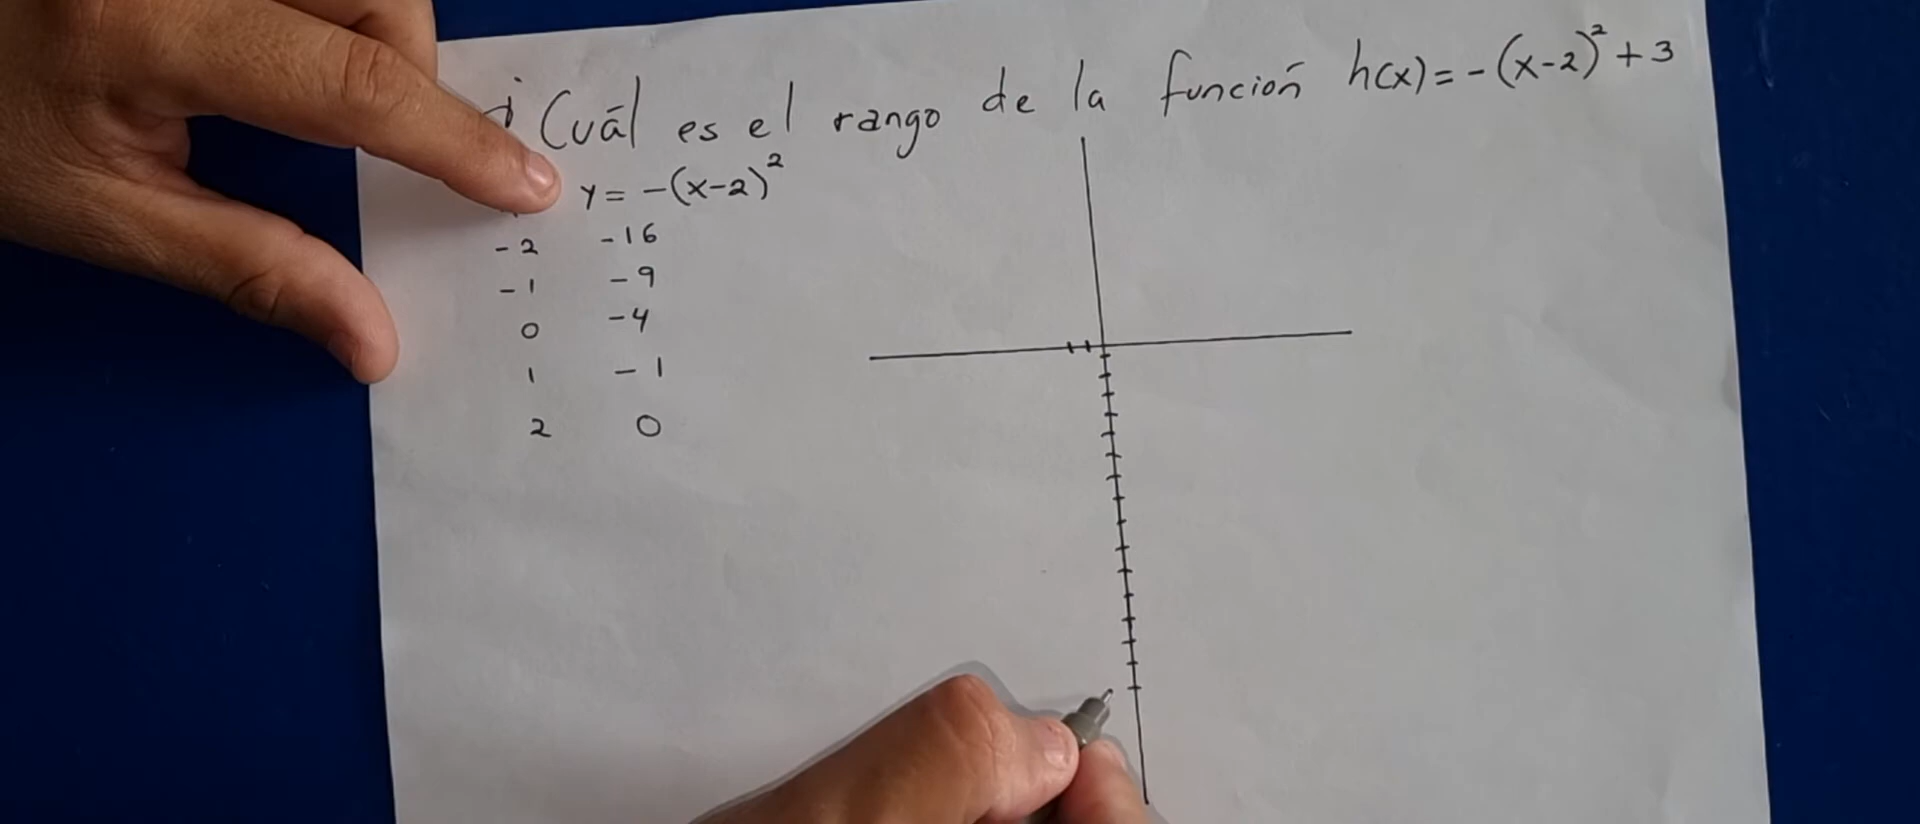 ¿Cuál es el rango de la función h(x)=-(x-2)²+3
y=-(x-2)²
-2 -16
-1 -9
0 -4
1 -1
2 0